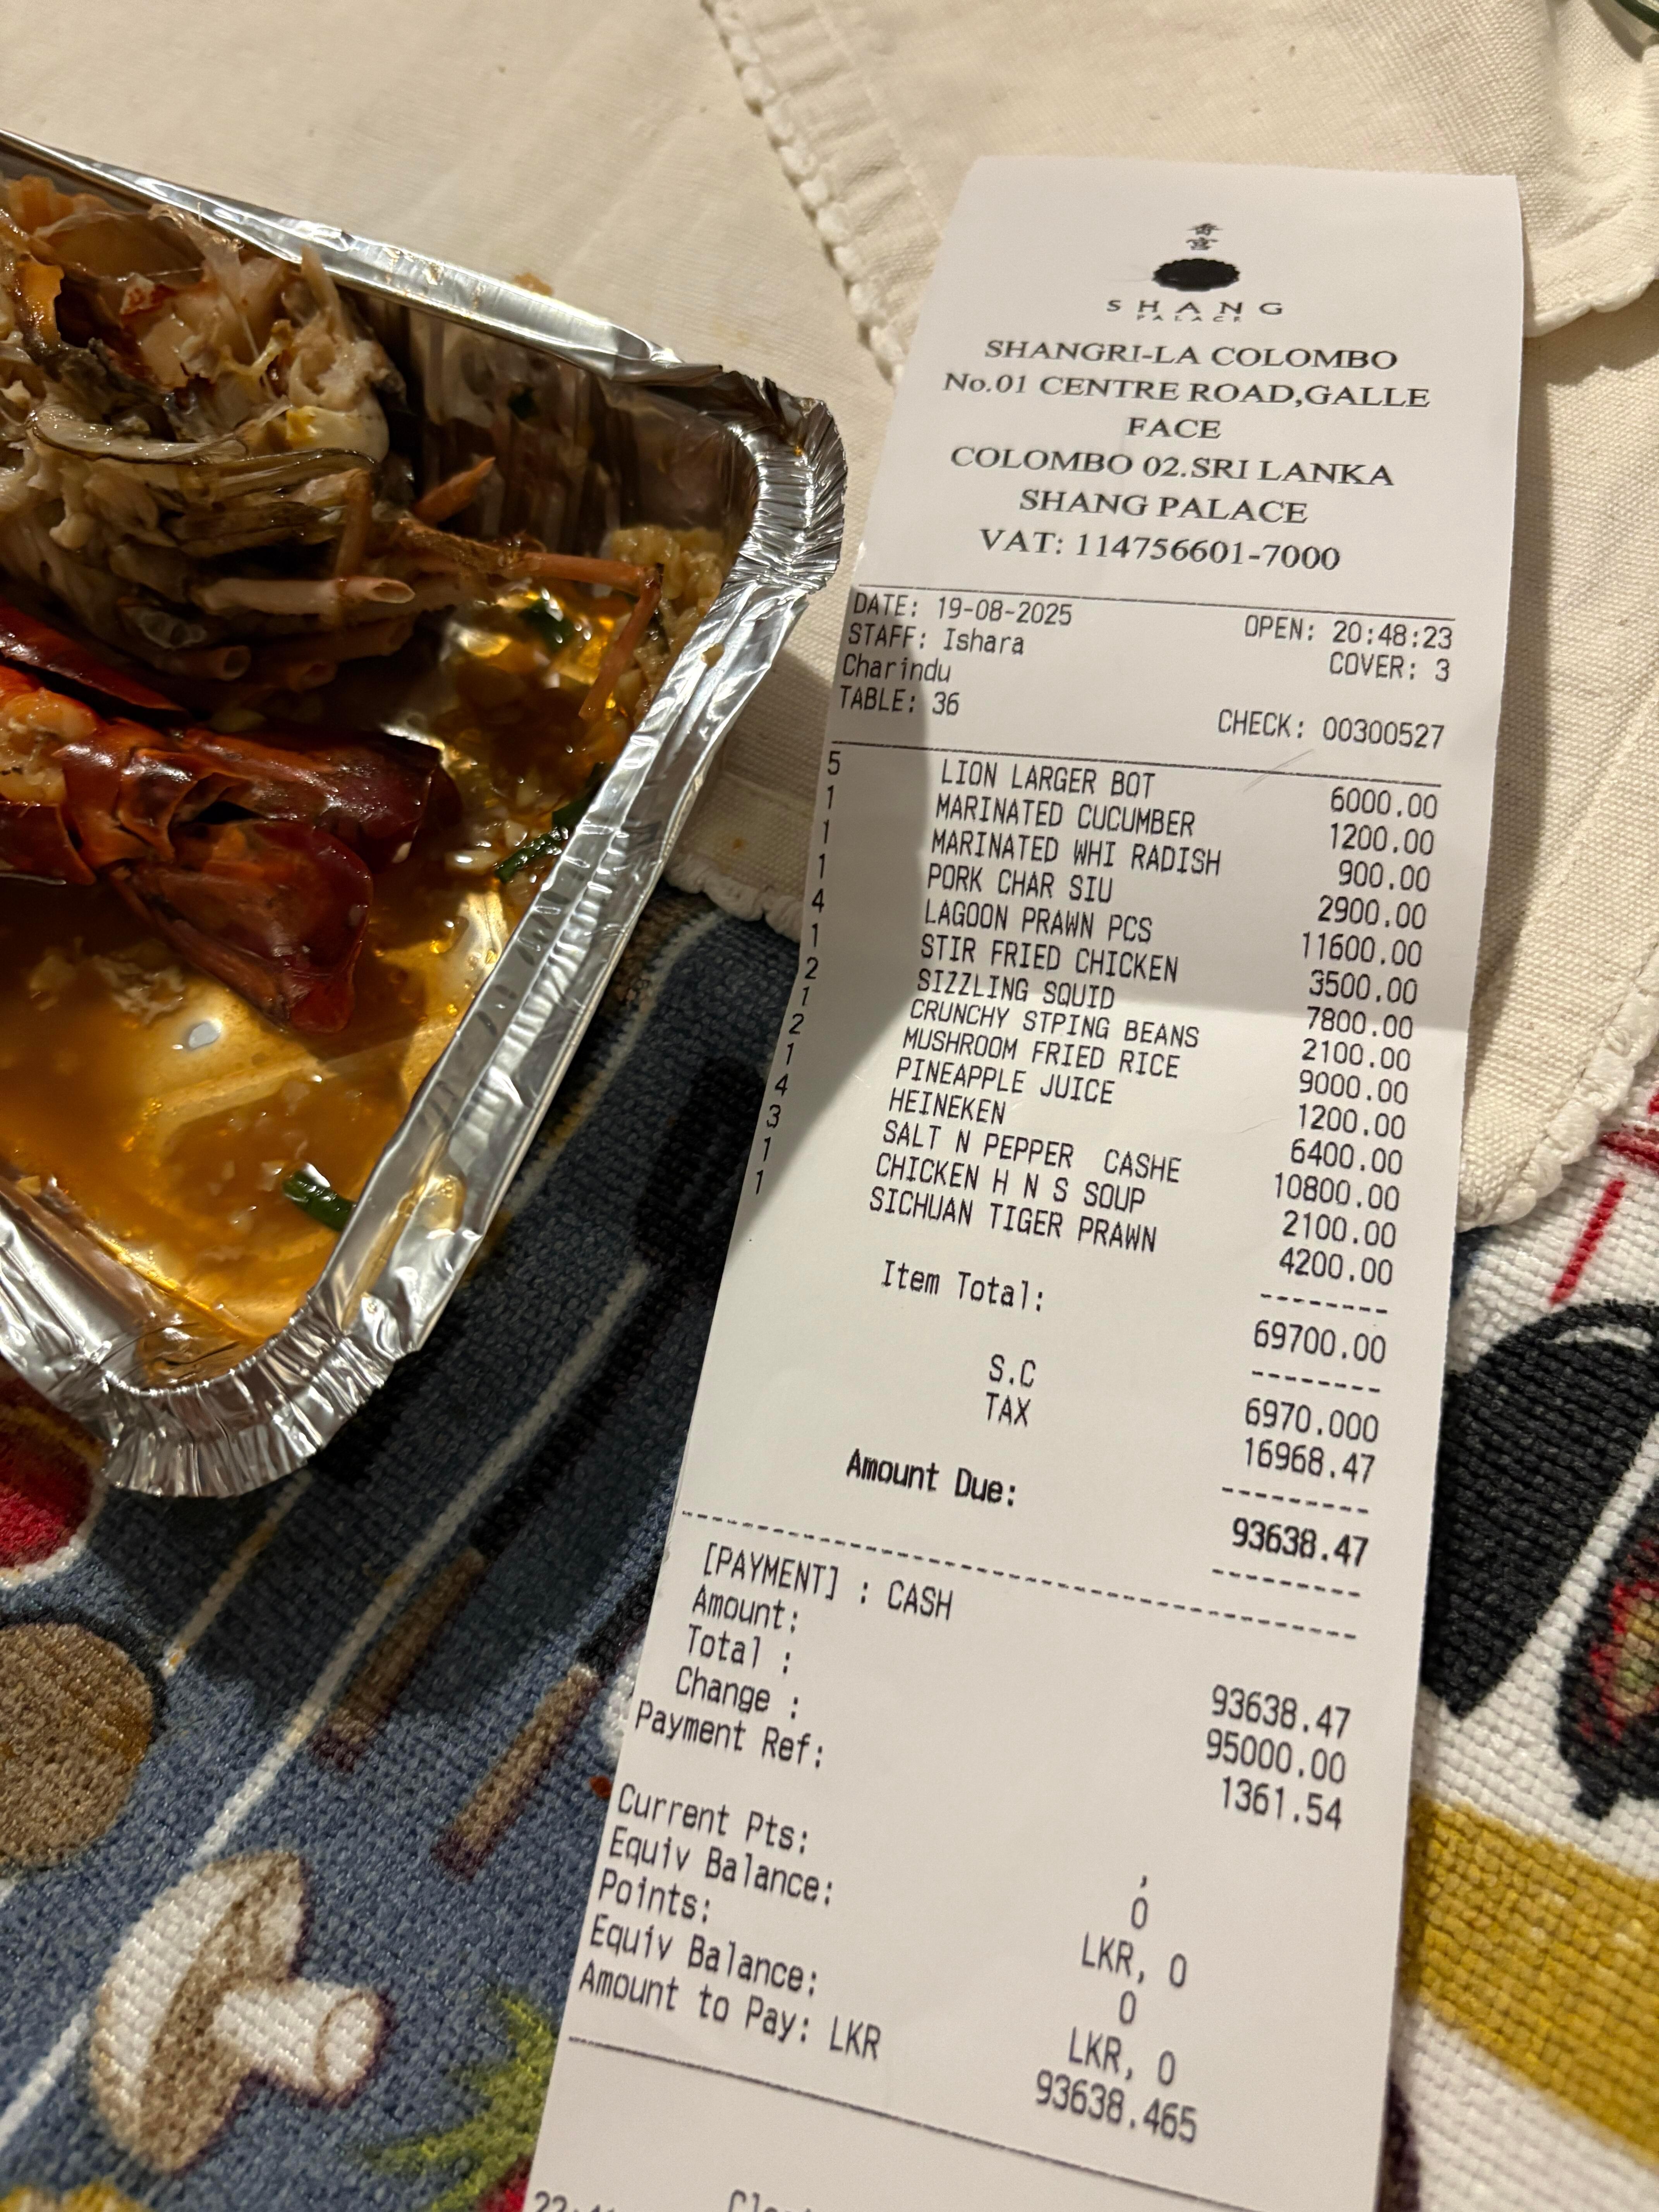 香
宮
SHANG
PALACE
SHANGRI-LA COLOMBO
No.01 CENTRE ROAD,GALLE
FACE
COLOMBO 02.SRI LANKA
SHANG PALACE
VAT: 114756601-7000
DATE: 19-08-2025 OPEN: 20:48:23
STAFF: Ishara COVER: 3
Charindu
TABLE: 36 CHECK: 00300527
5 LION LARGER BOT 6000.00
1 MARINATED CUCUMBER 1200.00
1 MARINATED WHI RADISH 900.00
1 PORK CHAR SIU 2900.00
4 LAGOON PRAWN PCS 11600.00
1 STIR FRIED CHICKEN 3500.00
2 SIZZLING SQUID 7800.00
1 CRUNCHY STPING BEANS 2100.00
2 MUSHROOM FRIED RICE 9000.00
1 PINEAPPLE JUICE 1200.00
4 HEINEKEN 6400.00
3 SALT N PEPPER CASHE 10800.00
1 CHICKEN H N S SOUP 2100.00
1 SICHUAN TIGER PRAWN 4200.00
--------
Item Total: 69700.00
--------
S.C 6970.000
TAX 16968.47
---------
Amount Due: 93638.47
---------
[PAYMENT] : CASH
Amount: 93638.47
Total : 95000.00
Change : 1361.54
Payment Ref:
,
Current Pts: 0
Equiv Balance: LKR, 0
Points: 0
Equiv Balance: LKR, 0
Amount to Pay: LKR 93638.465